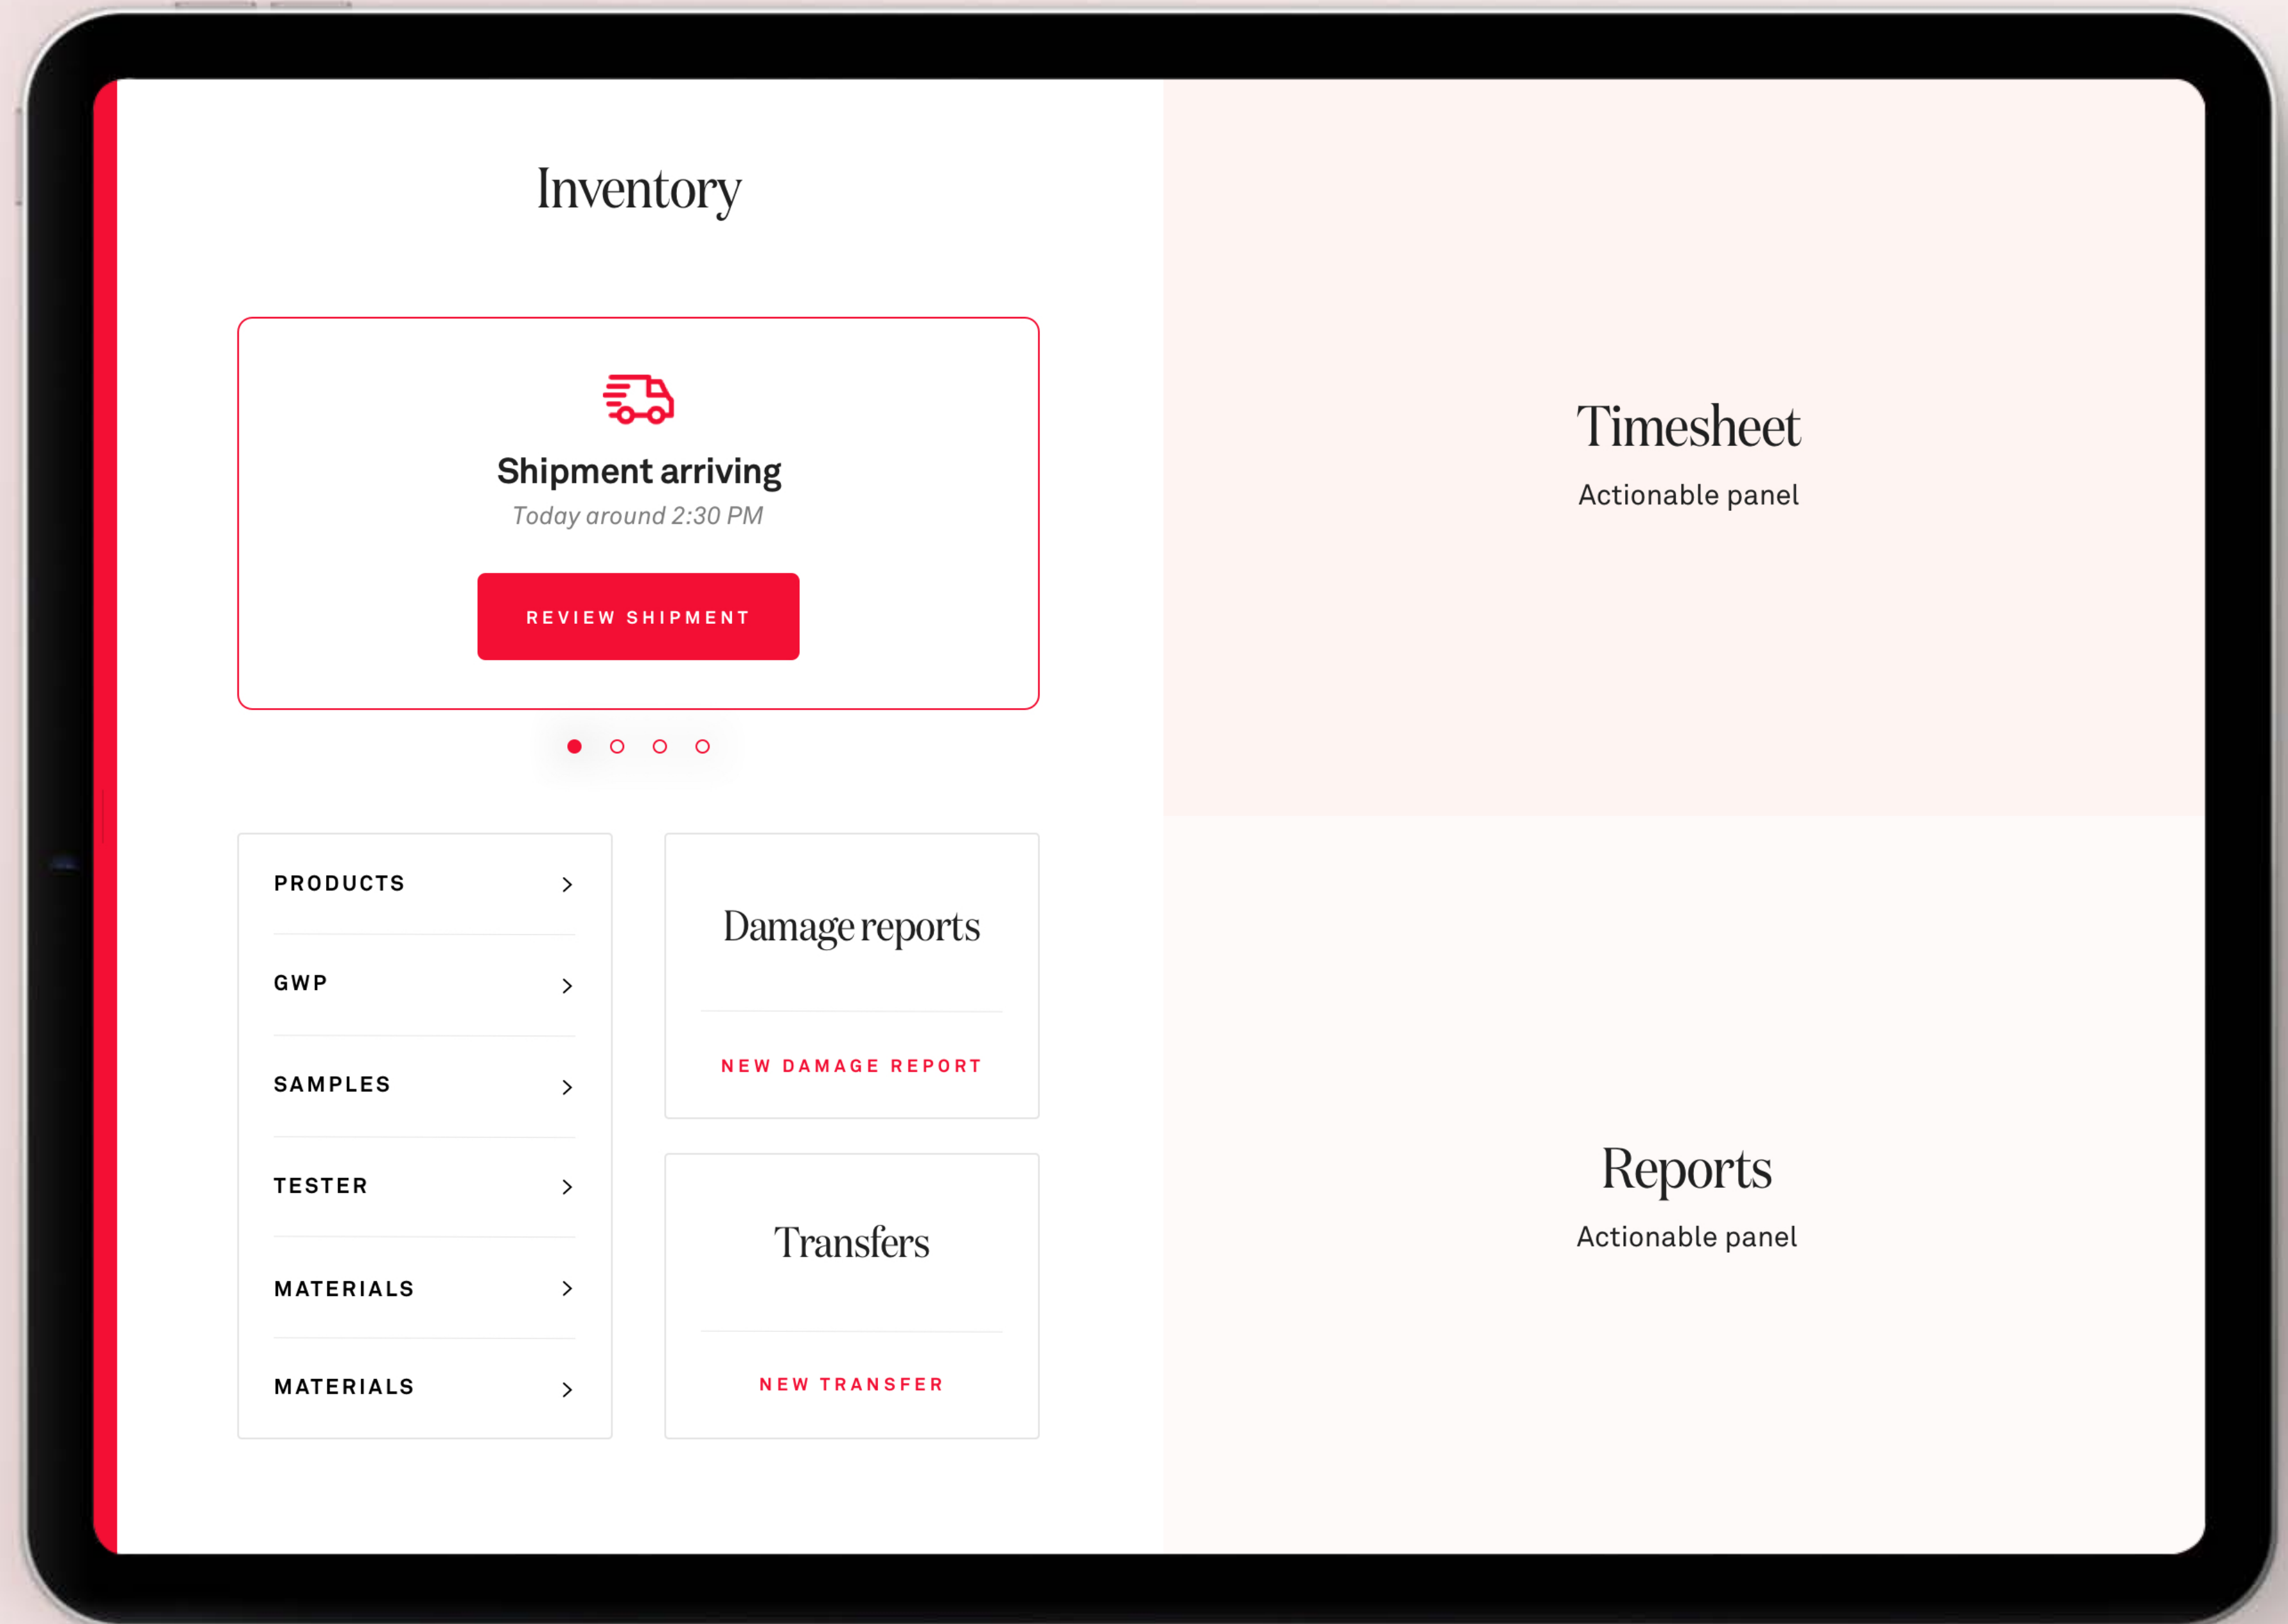 Inventory
Shipment arriving
Today around 2:30 PM
REVIEW SHIPMENT
PRODUCTS
GWP
SAMPLES
TESTER
MATERIALS
MATERIALS
Damage reports
NEW DAMAGE REPORT
Transfers
NEW TRANSFER
Timesheet
Actionable panel
Reports
Actionable panel